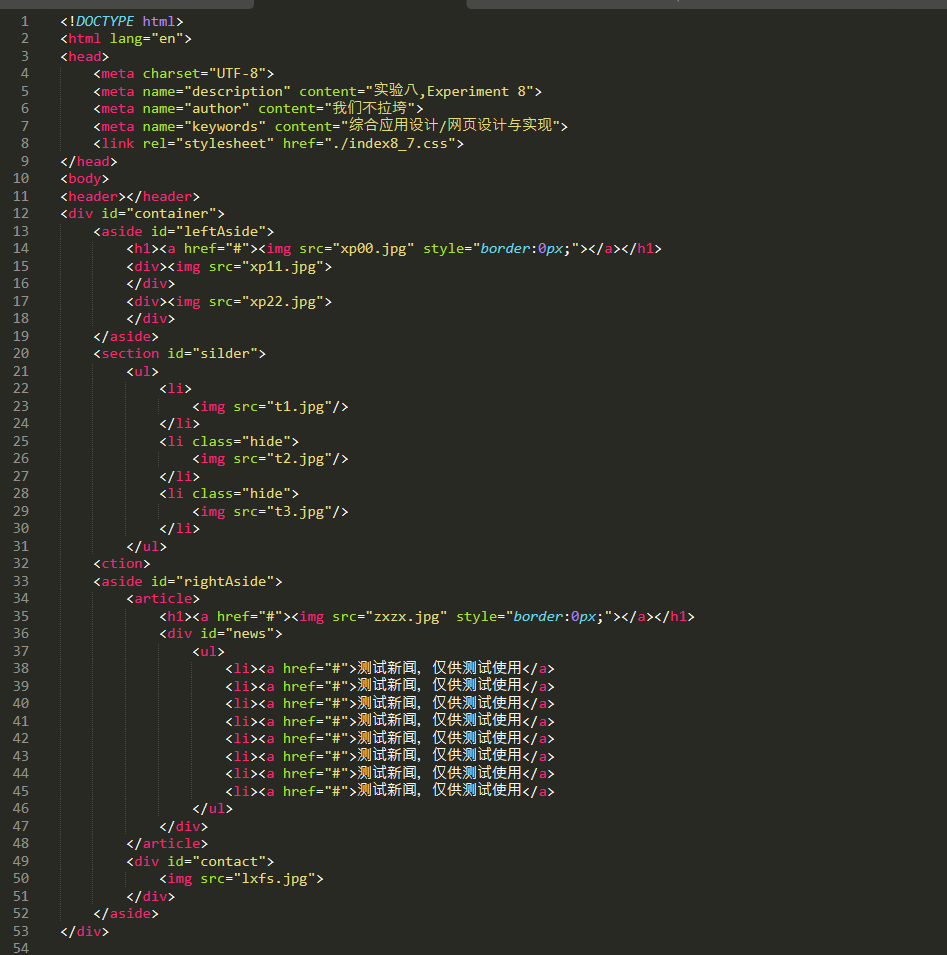 1 <!DOCTYPE html>
2 <html lang="en">
3 <head>
4     <meta charset="UTF-8">
5     <meta name="description" content="实验八,Experiment 8">
6     <meta name="author" content="我们不拉垮">
7     <meta name="keywords" content="综合应用设计/网页设计与实现">
8     <link rel="stylesheet" href="./index8_7.css">
9 </head>
10 <body>
11 <header></header>
12 <div id="container">
13     <aside id="leftAside">
14         <h1><a href="#"><img src="xp00.jpg" style="border:0px;"></a></h1>
15         <div><img src="xp11.jpg">
16         </div>
17         <div><img src="xp22.jpg">
18         </div>
19     </aside>
20     <section id="silder">
21         <ul>
22             <li>
23                 <img src="t1.jpg"/>
24             </li>
25             <li class="hide">
26                 <img src="t2.jpg"/>
27             </li>
28             <li class="hide">
29                 <img src="t3.jpg"/>
30             </li>
31         </ul>
32     <ction>
33     <aside id="rightAside">
34         <article>
35             <h1><a href="#"><img src="zxzx.jpg" style="border:0px;"></a></h1>
36             <div id="news">
37                 <ul>
38                     <li><a href="#">测试新闻，仅供测试使用</a>
39                     <li><a href="#">测试新闻，仅供测试使用</a>
40                     <li><a href="#">测试新闻，仅供测试使用</a>
41                     <li><a href="#">测试新闻，仅供测试使用</a>
42                     <li><a href="#">测试新闻，仅供测试使用</a>
43                     <li><a href="#">测试新闻，仅供测试使用</a>
44                     <li><a href="#">测试新闻，仅供测试使用</a>
45                     <li><a href="#">测试新闻，仅供测试使用</a>
46                 </ul>
47             </div>
48         </article>
49         <div id="contact">
50             <img src="lxfs.jpg">
51         </div>
52     </aside>
53 </div>
54